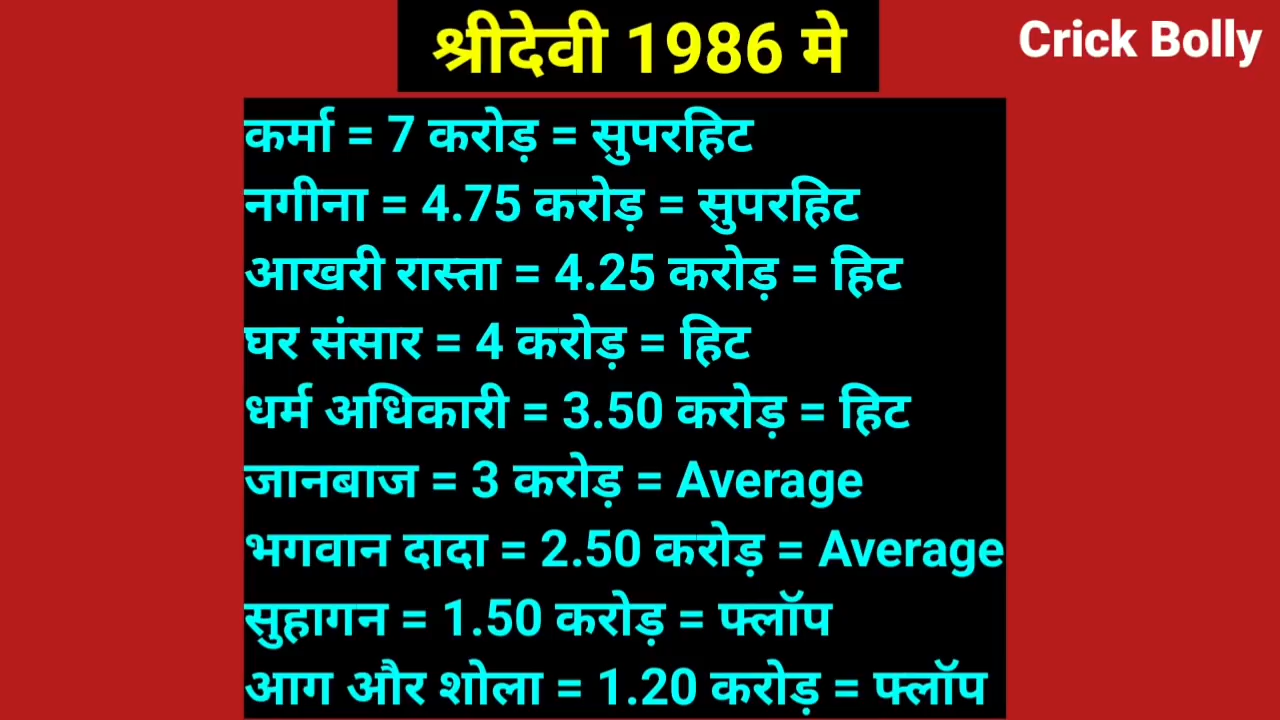 श्रीदेवी 1986 मे
Crick Bolly
कर्मा = 7 करोड़ = सुपरहिट
नगीना = 4.75 करोड़ = सुपरहिट
आखरी रास्ता = 4.25 करोड़ = हिट
घर संसार = 4 करोड़ = हिट
धर्म अधिकारी = 3.50 करोड़ = हिट
जानबाज = 3 करोड़ = Average
भगवान दादा = 2.50 करोड़ = Average
सुहागन = 1.50 करोड़ = फ्लॉप
आग और शोला = 1.20 करोड़ = फ्लॉप